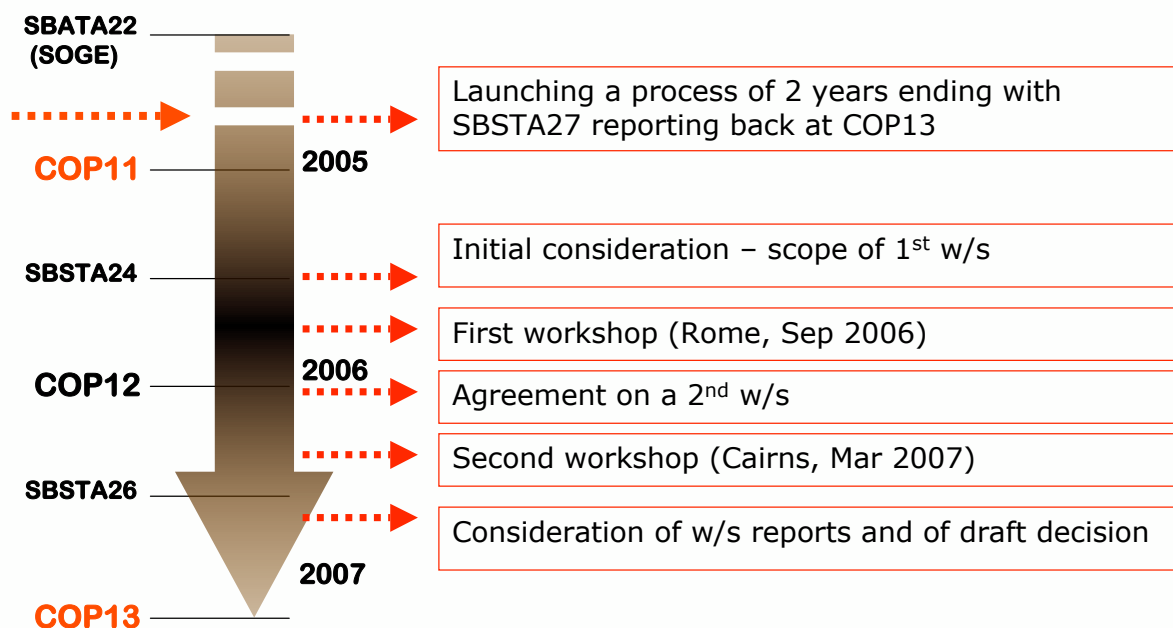 SBATA22
(SOGE)
Launching a process of 2 years ending with
SBSTA27 reporting back at COP13
COP11
2005
Initial consideration – scope of 1st w/s
SBSTA24
First workshop (Rome, Sep 2006)
2006
COP12
Agreement on a 2nd w/s
Second workshop (Cairns, Mar 2007)
SBSTA26
Consideration of w/s reports and of draft decision
2007
COP13